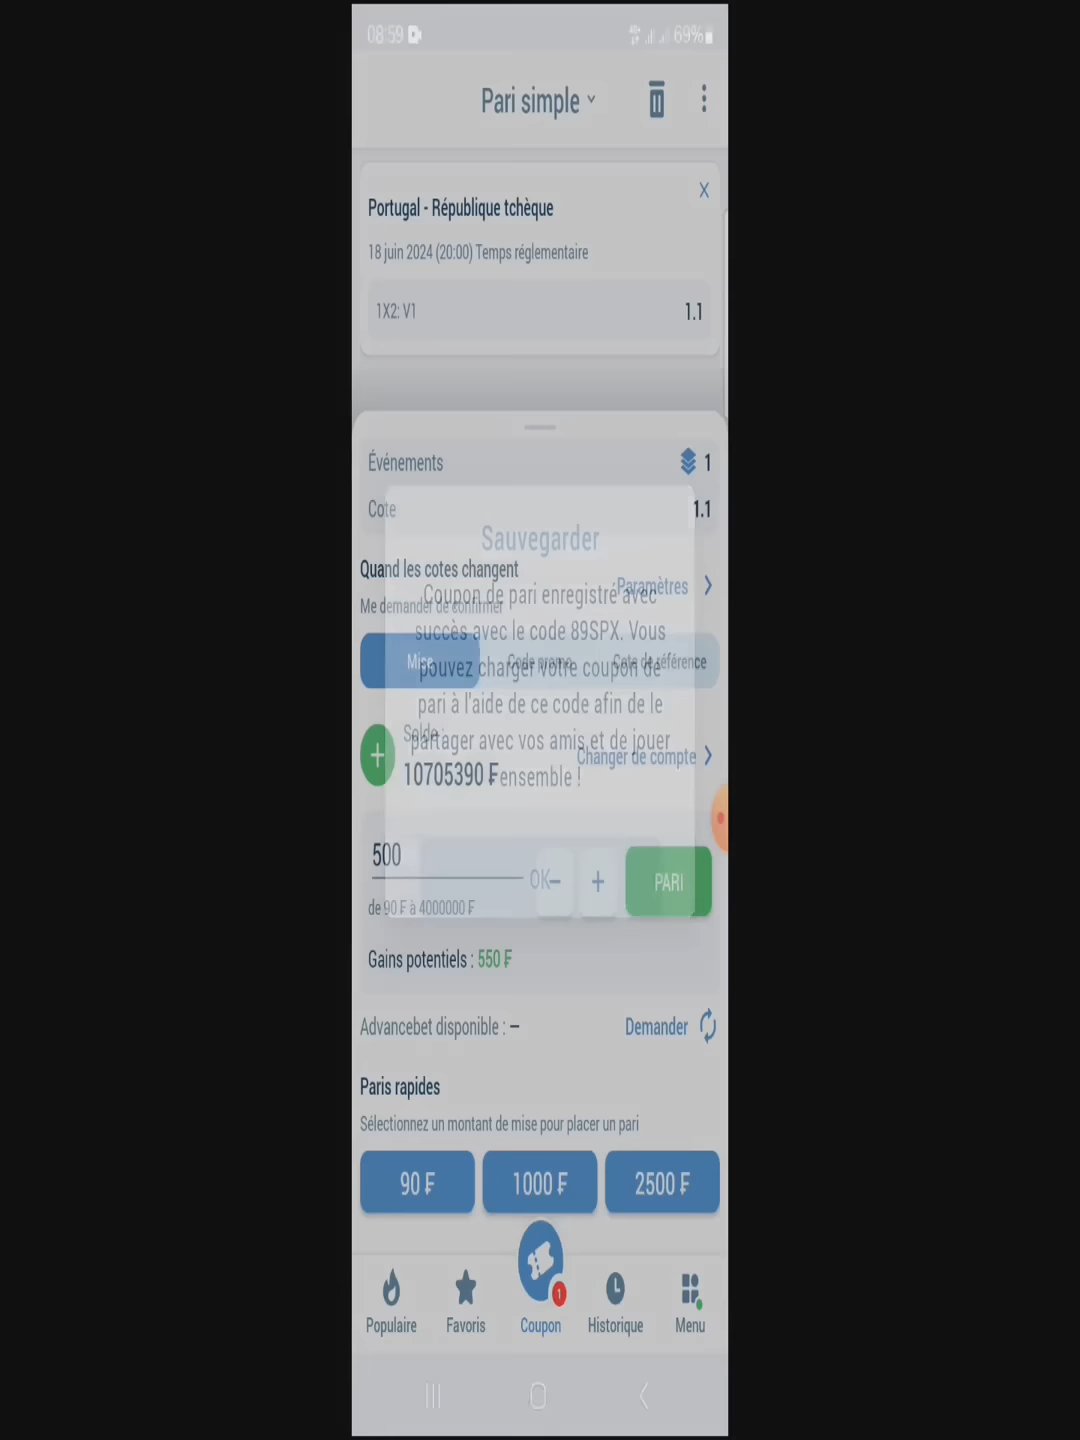 08:59
69%
Pari simple
Portugal - République tchèque
X
18 juin 2024 (20:00) Temps réglementaire
1X2: V1
1.1
Événements
1
Cote
1.1
Sauvegarder
Quand les cotes changent
Paramètres
Me demander de confirmer
Coupon de pari enregistré avec
succès avec le code 89SPX. Vous
pouvez charger votre coupon de
pari à l'aide de ce code afin de le
partager avec vos amis et de jouer
ensemble !
OK
Mise
Code promo
Cote de référence
Solde
10705390 ₣
Changer de compte
500
PARI
de 90 ₣ à 4000000 ₣
Gains potentiels : 550 ₣
Advancebet disponible : –
Demander
Paris rapides
Sélectionnez un montant de mise pour placer un pari
90 ₣
1000 ₣
2500 ₣
1
Populaire
Favoris
Coupon
Historique
Menu